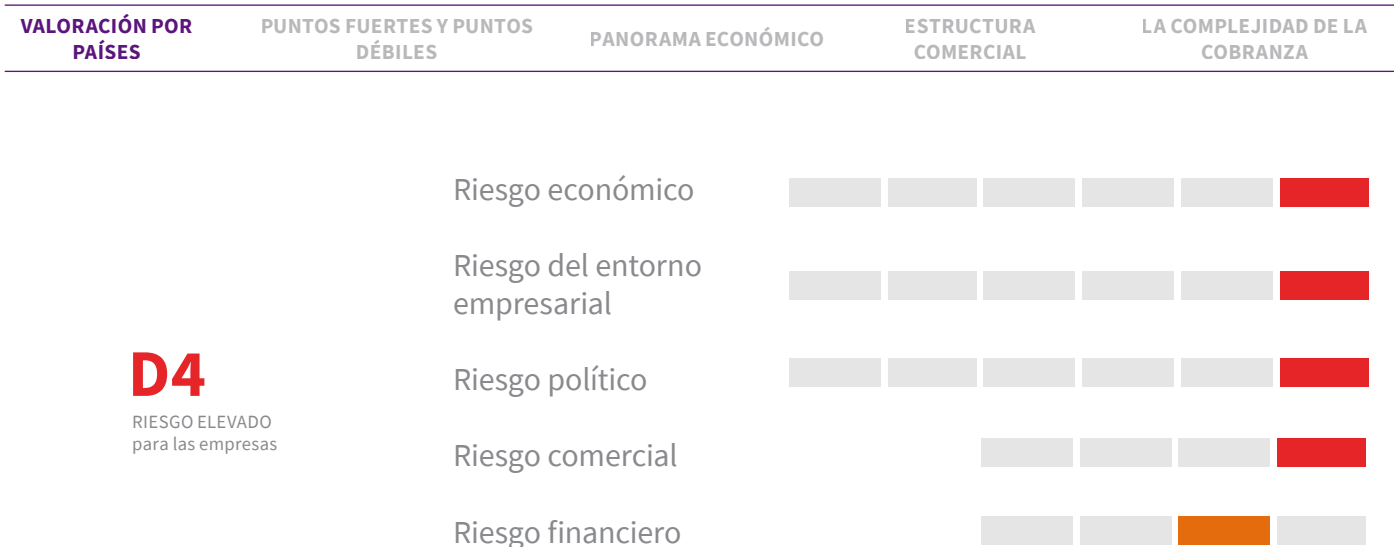 VALORACIÓN POR
PAÍSES
PUNTOS FUERTES Y PUNTOS
DÉBILES
PANORAMA ECONÓMICO
ESTRUCTURA
COMERCIAL
LA COMPLEJIDAD DE LA
COBRANZA
D4
RIESGO ELEVADO
para las empresas
Riesgo económico
Riesgo del entorno
empresarial
Riesgo político
Riesgo comercial
Riesgo financiero